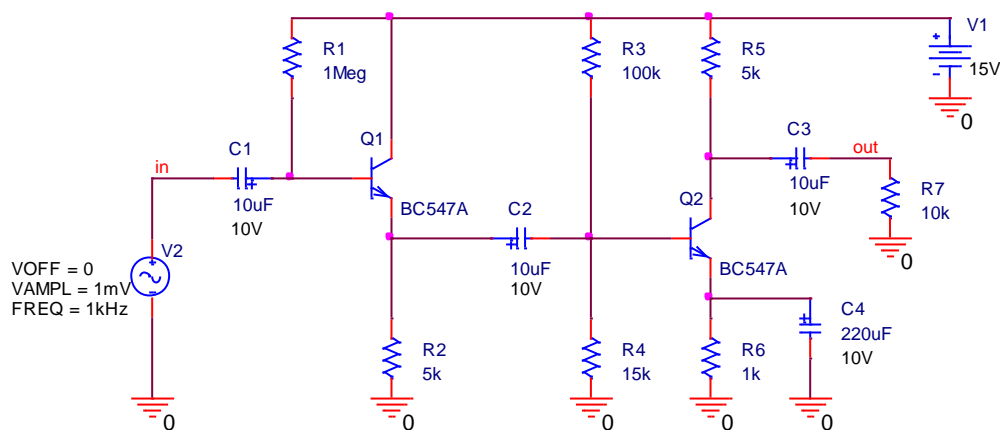 V1
15V
0
R1
1Meg
R3
100k
R5
5k
Q1
BC547A
C1
10uF
10V
in
C3
10uF
10V
out
R7
10k
0
V2
VOFF = 0
VAMPL = 1mV
FREQ = 1kHz
0
C2
10uF
10V
Q2
BC547A
R2
5k
0
R4
15k
0
R6
1k
0
C4
220uF
10V
0